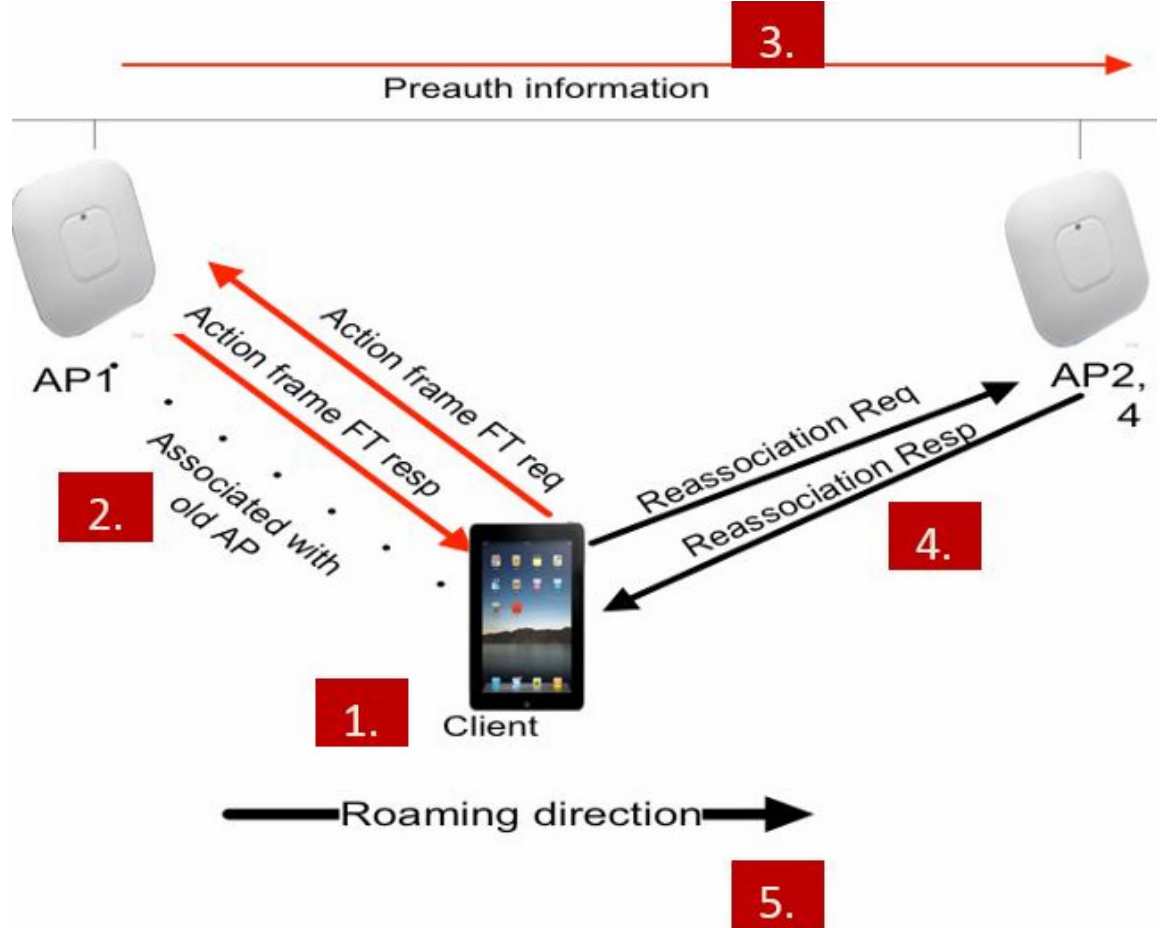 3.
Preauth information
AP1
AP2,
4
Action frame FT req
Action frame FT resp
Associated with
old AP
2.
Reassociation Req
Reassociation Resp
4.
1.
Client
Roaming direction
5.